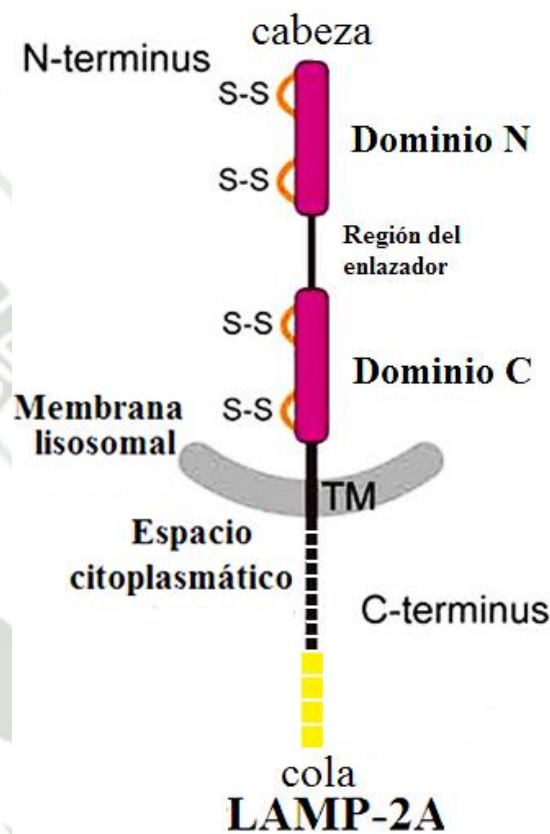 cabeza
N-terminus
S-S
Dominio N
S-S
Región del
enlazador
S-S
Dominio C
S-S
Membrana
lisosomal
TM
Espacio
citoplasmático
C-terminus
cola
LAMP-2A